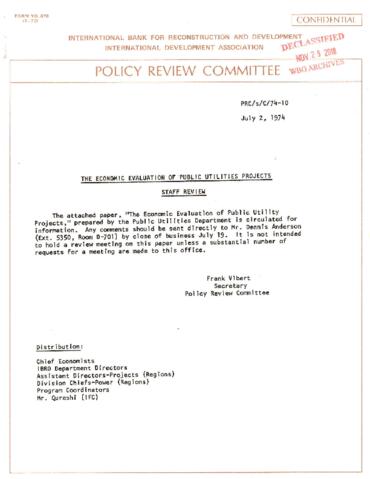 FORM NO. 878
CONFIDENTIAL
INTERNATIONAL BANK FOR RECONSTRUCTION AND DEVELOPMENT
INTERNATIONAL DEVELOPMENT ASSOCIATION
DECLASSIFIED
NOV 25 2008
WBG ARCHIVES
POLICY REVIEW COMMITTEE
PRC/s/C/74-10
July 2, 1974
THE ECONOMIC EVALUATION OF PUBLIC UTILITIES PROJECTS
STAFF REVIEW
The attached paper, "The Economic Evaluation of Public Utility
Projects," prepared by the Public Utilities Department is circulated for
information. Any comments should be sent directly to Mr. Dennis Anderson
(Ext. 5350, Room D-701) by close of business July 19. It is not intended
to hold a review meeting on this paper unless a substantial number of
requests for a meeting are made to this office.
Frank Vibert
Secretary
Policy Review Committee
Distribution:
Chief Economists
IBRD Department Directors
Assistant Directors-Projects (Regions)
Division Chiefs-Power (Regions)
Program Coordinators
Mr. Qureshi (IFC)